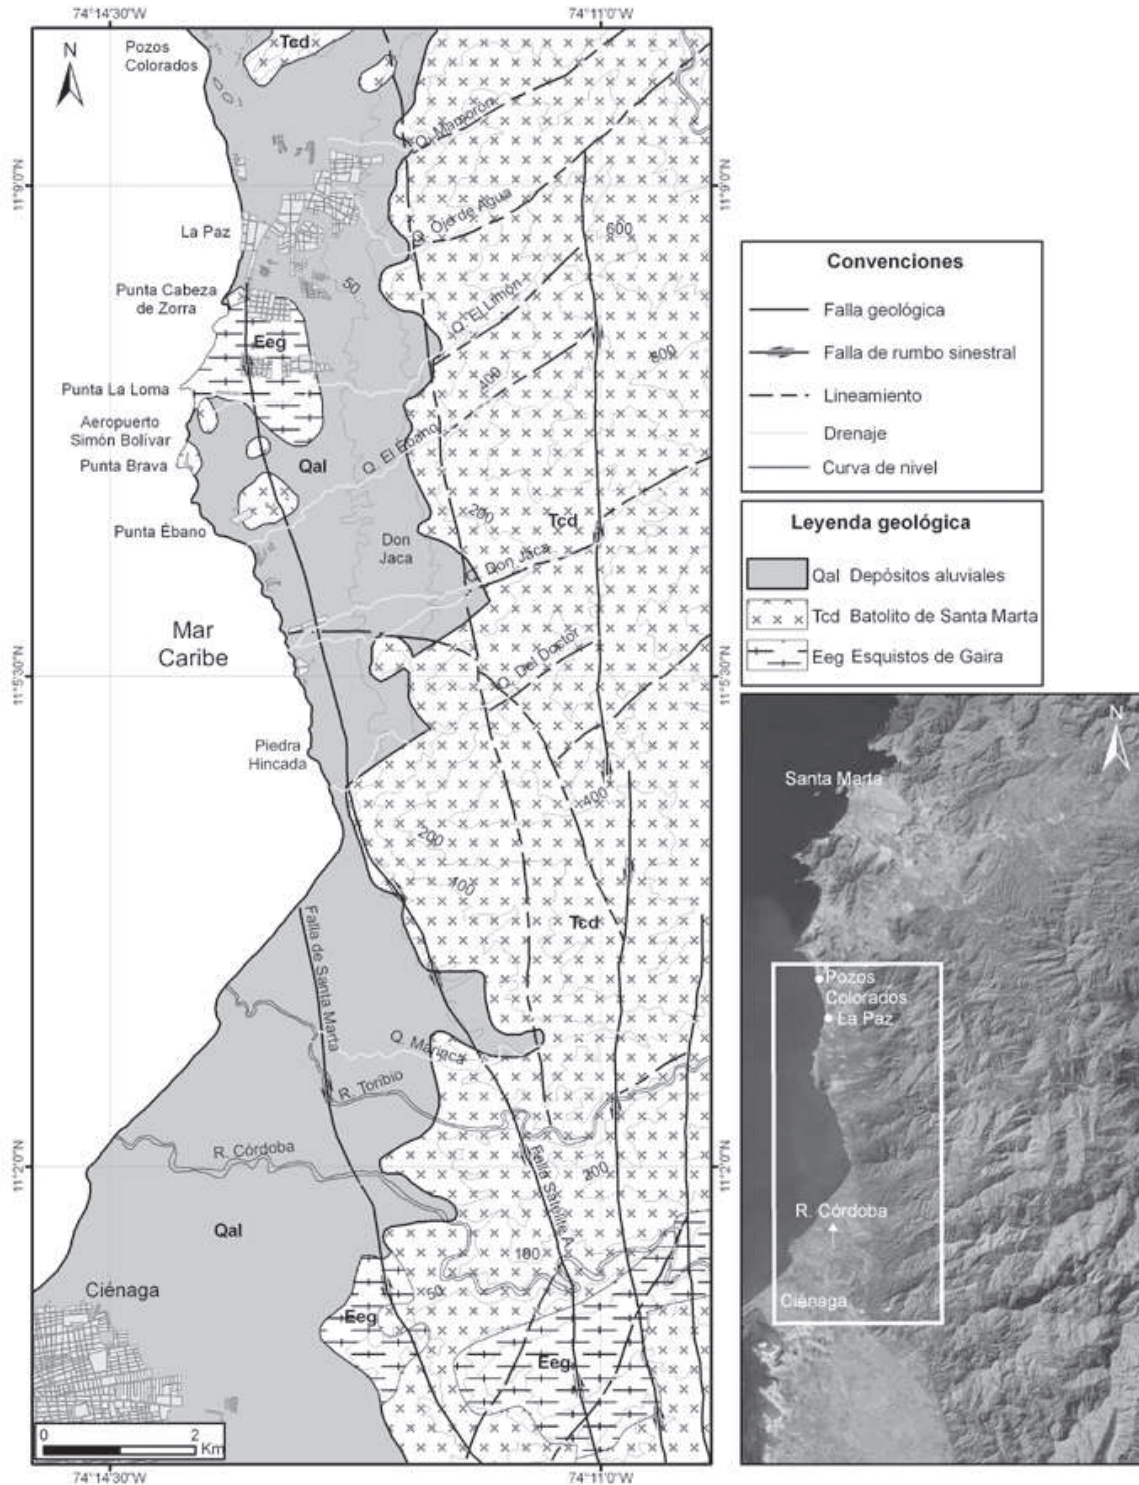 74°14'30"W
74°11'0"W
N
Pozos
Colorados
Tcd
Q. Mamorón
11°9'0"N
11°9'0"N
La Paz
Q. Ojo de Agua
600
50
Punta Cabeza
de Zorra
Q. El Limón
Eeg
800
400
Punta La Loma
Aeropuerto
Simón Bolívar
Punta Brava
Q. El Ebano
Qal
200
Tcd
Punta Ébano
Don
Jaca
Q. Don Jaca
Mar
Caribe
Q. Del Doctor
11°5'30"N
11°5'30"N
Piedra
Hincada
400
200
100
Tcd
Falla de Santa Marta
Q. Marinca
R. Toribio
R. Córdoba
Falla Satélite A
200
11°2'0"N
11°2'0"N
Qal
100
50
Ciénaga
Eeg
Eeg
0
2
Km
74°14'30"W
74°11'0"W
Convenciones
Falla geológica
Falla de rumbo sinestral
Lineamiento
Drenaje
Curva de nivel
Leyenda geológica
Qal Depósitos aluviales
Tcd Batolito de Santa Marta
Eeg Esquistos de Gaira
N
Santa Marta
Pozos
Colorados
La Paz
R. Córdoba
Ciénaga